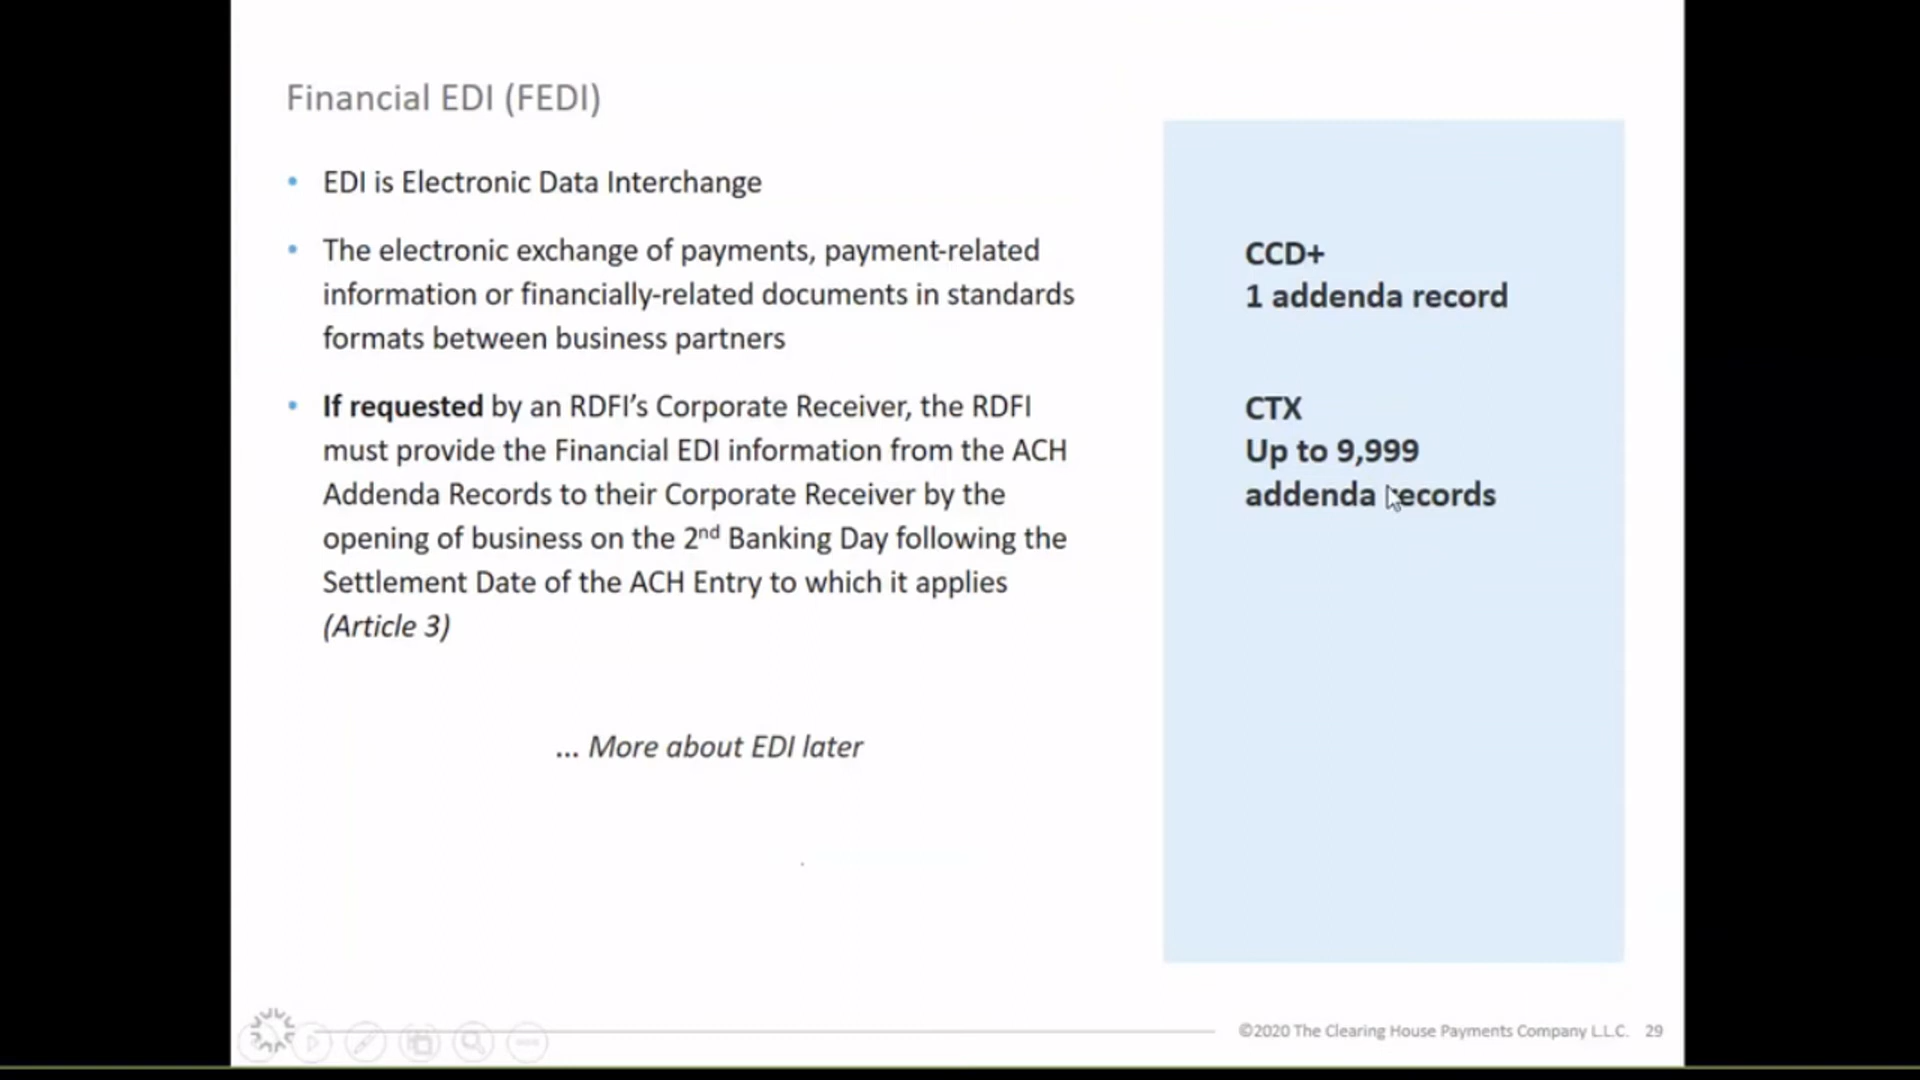 Financial EDI (FEDI)
• EDI is Electronic Data Interchange
• The electronic exchange of payments, payment-related
information or financially-related documents in standards
formats between business partners
• If requested by an RDFI’s Corporate Receiver, the RDFI
must provide the Financial EDI information from the ACH
Addenda Records to their Corporate Receiver by the
opening of business on the 2nd Banking Day following the
Settlement Date of the ACH Entry to which it applies
(Article 3)
... More about EDI later
CCD+
1 addenda record
CTX
Up to 9,999
addenda records
©2020 The Clearing House Payments Company L.L.C. 29